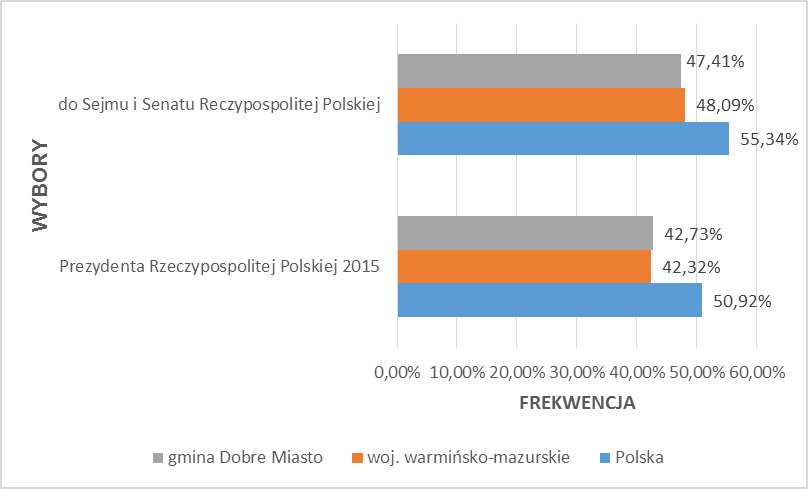 47,41%
do Sejmu i Senatu Reczypospolitej Polskiej
48,09%
55,34%
WYBORY
42,73%
Prezydenta Rzeczypospolitej Polskiej 2015
42,32%
50,92%
0,00% 10,00% 20,00% 30,00% 40,00% 50,00% 60,00%
FREKWENCJA
gmina Dobre Miasto woj. warmińsko-mazurskie Polska